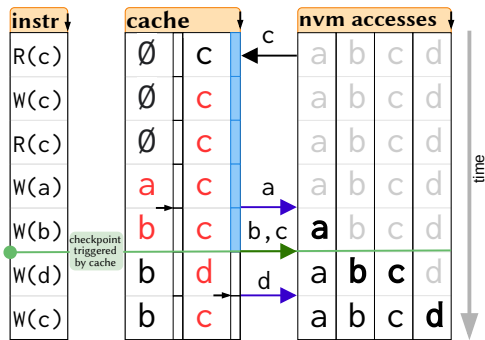 instr cache nvm accesses
c
R(c) Ø c a b c d
W(c) Ø c a b c d
R(c) Ø c a b c d
W(a) a c a b c d
a
W(b) b c b,c a b c d
checkpoint
triggered
by cache
W(d) b d a b c d
d
W(c) b c a b c d
time